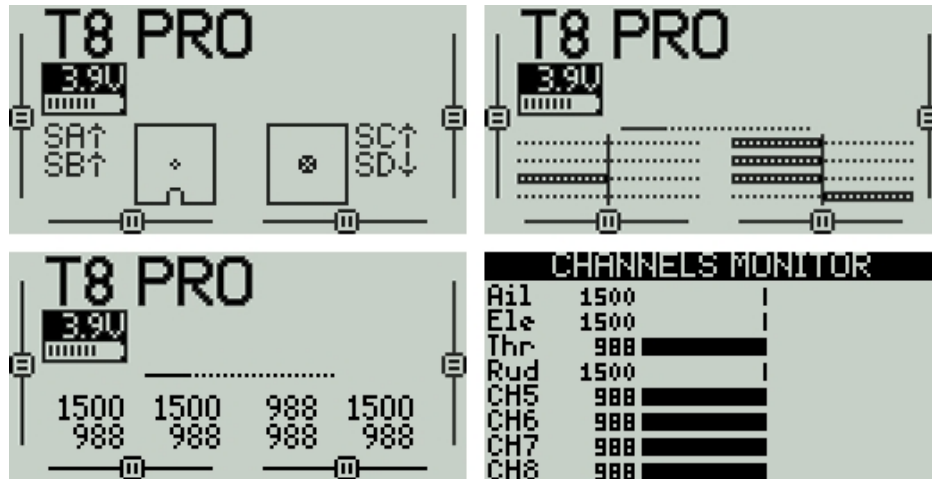 T8 PRO
3.9V
SA↑ SC↑
SB↑ SD↓
T8 PRO
3.9V
T8 PRO
3.9V
1500 1500 988 1500
988 988 988 988
CHANNELS MONITOR
Ail 1500
Ele 1500
Thr 988
Rud 1500
CH5 988
CH6 988
CH7 988
CH8 988